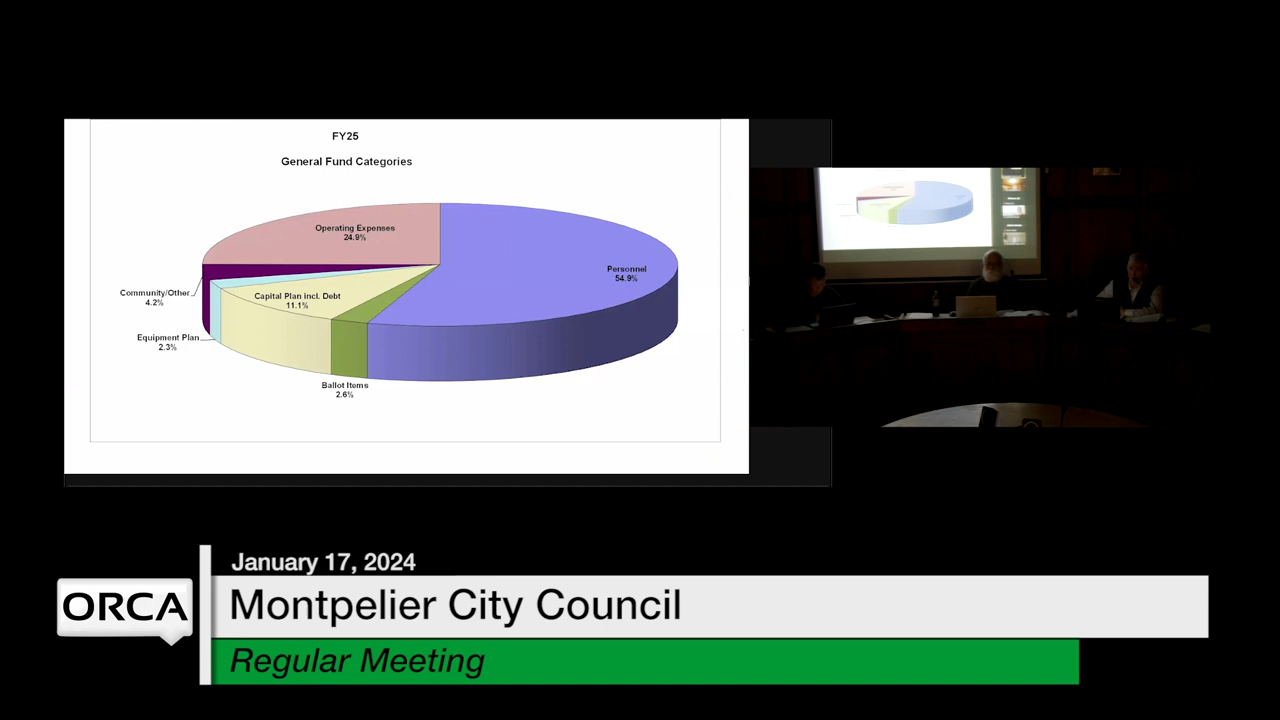 FY25
General Fund Categories
Operating Expenses
24.9%
Personnel
54.9%
Community/Other
4.2%
Capital Plan incl. Debt
11.1%
Equipment Plan
2.3%
Ballot Items
2.6%
January 17, 2024
ORCA
Montpelier City Council
Regular Meeting